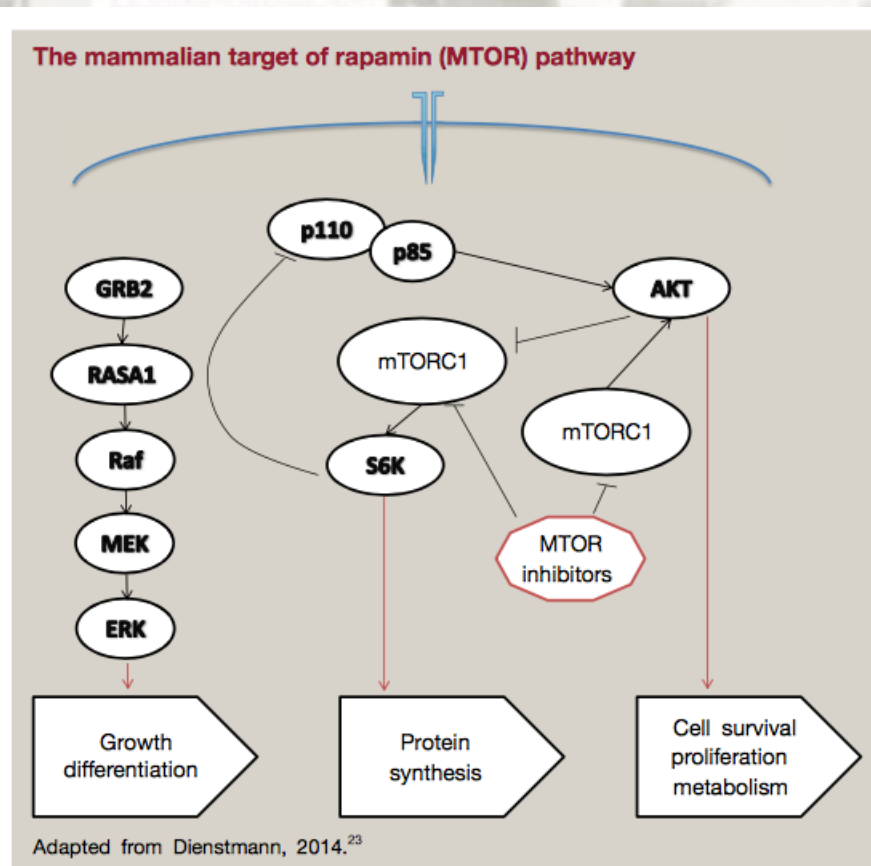 The mammalian target of rapamin (MTOR) pathway
p110
p85
GRB2
AKT
RASA1
mTORC1
mTORC1
Raf
S6K
MEK
MTOR
inhibitors
ERK
Growth
differentiation
Protein
synthesis
Cell survival
proliferation
metabolism
Adapted from Dienstmann, 2014.²³